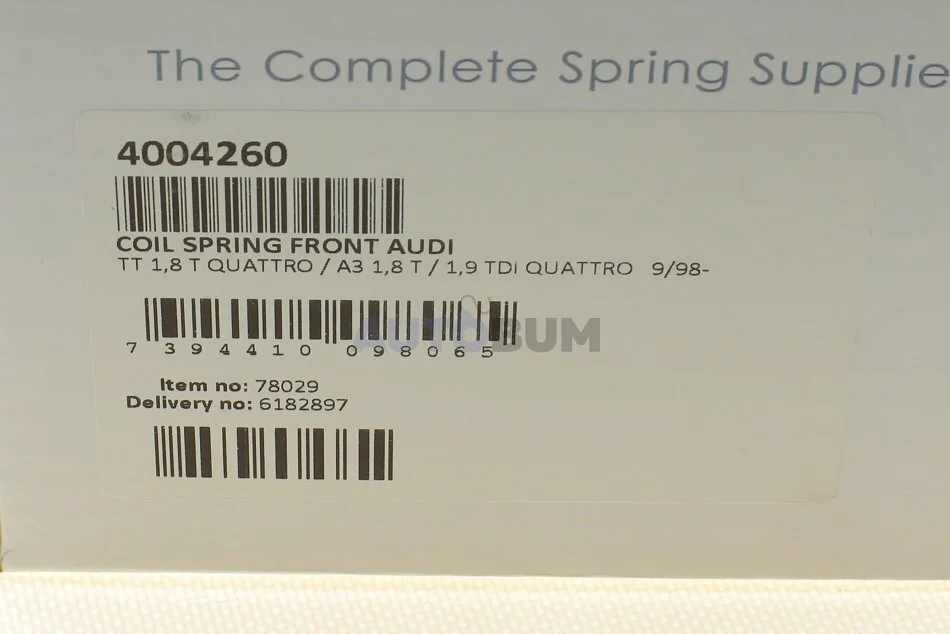 The Complete Spring Supplie
4004260
COIL SPRING FRONT AUDI
TT 1,8 T QUATTRO / A3 1,8 T / 1,9 TDI QUATTRO 9/98-
AUTOBUM
7 394410 098065
Item no: 78029
Delivery no: 6182897